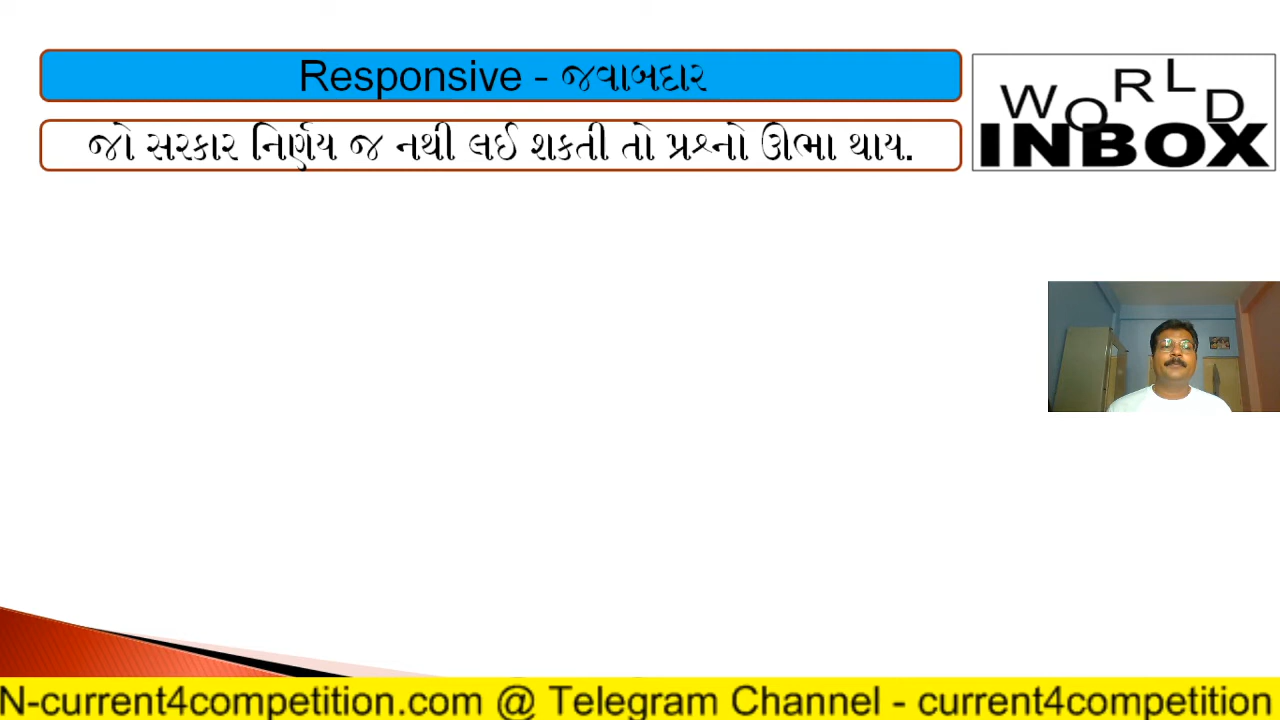 Responsive - જવાબદાર
જો સરકાર નિર્ણય જ નથી લઈ શકતી તો પ્રશ્નો ઊભા થાય.
WORLD
INBOX
N-current4competition.com @ Telegram Channel - current4competition